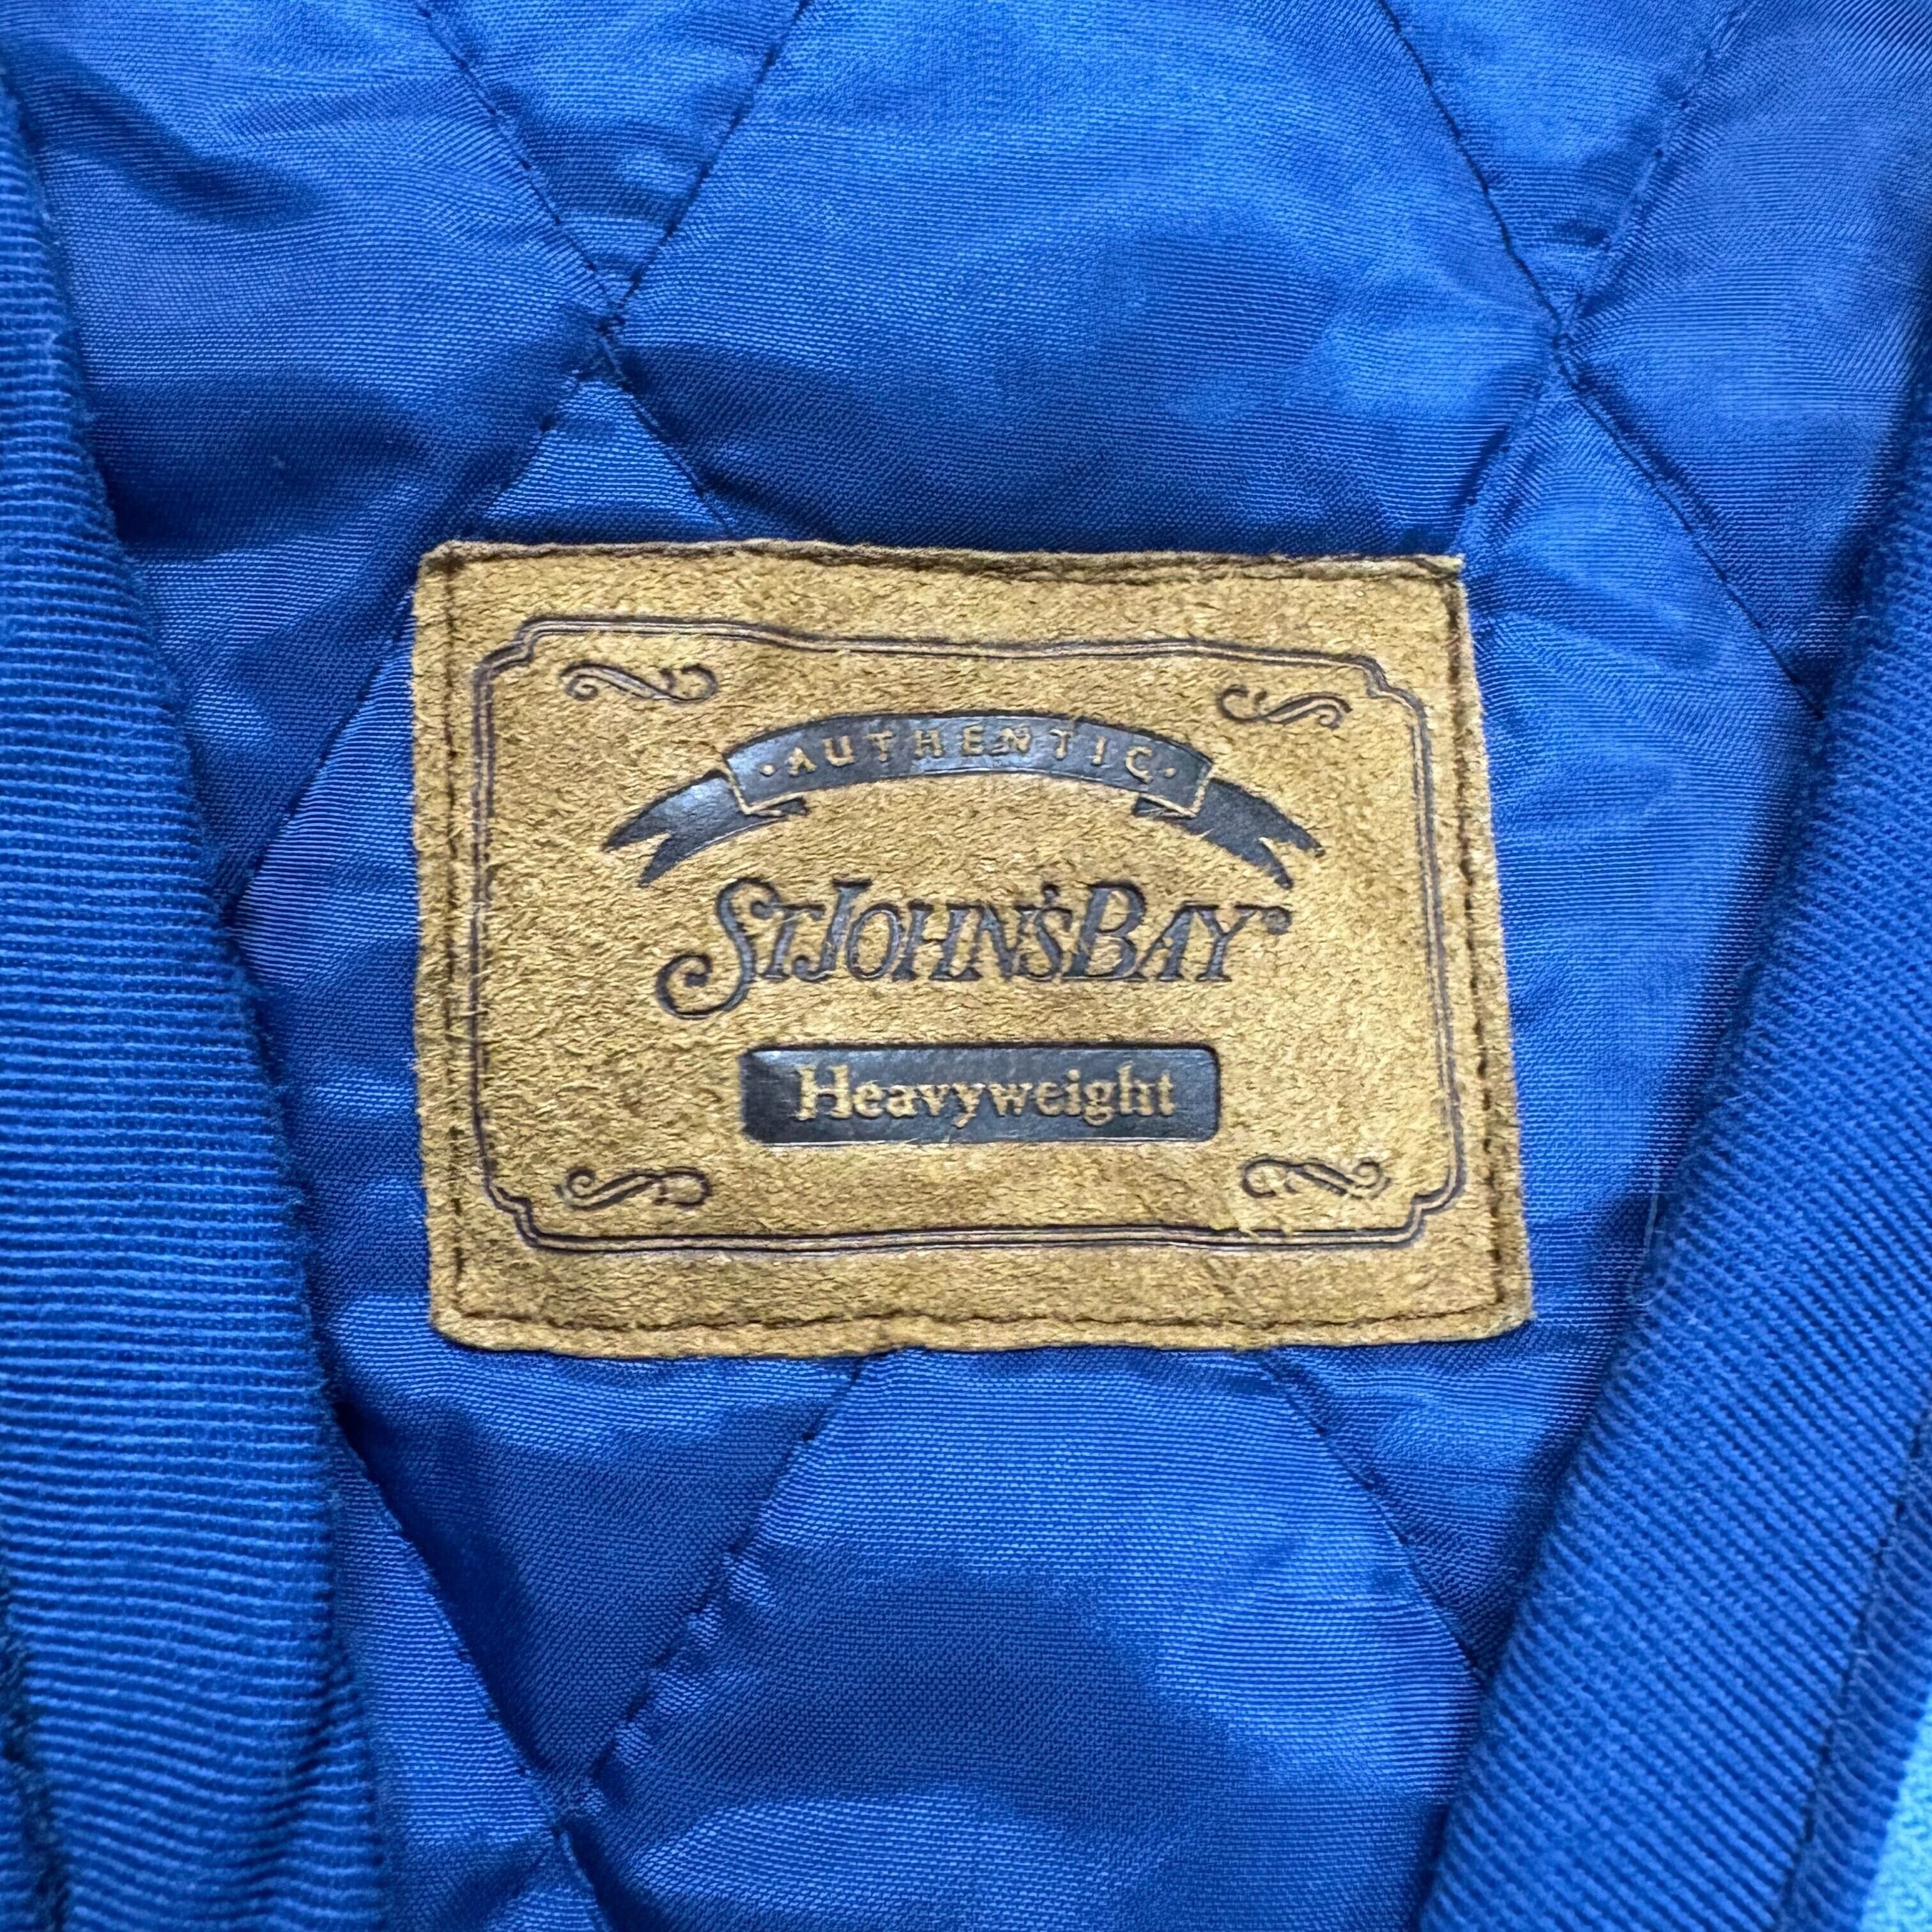 ·AUTHENTIC·
ST JOHN'S BAY®
Heavyweight